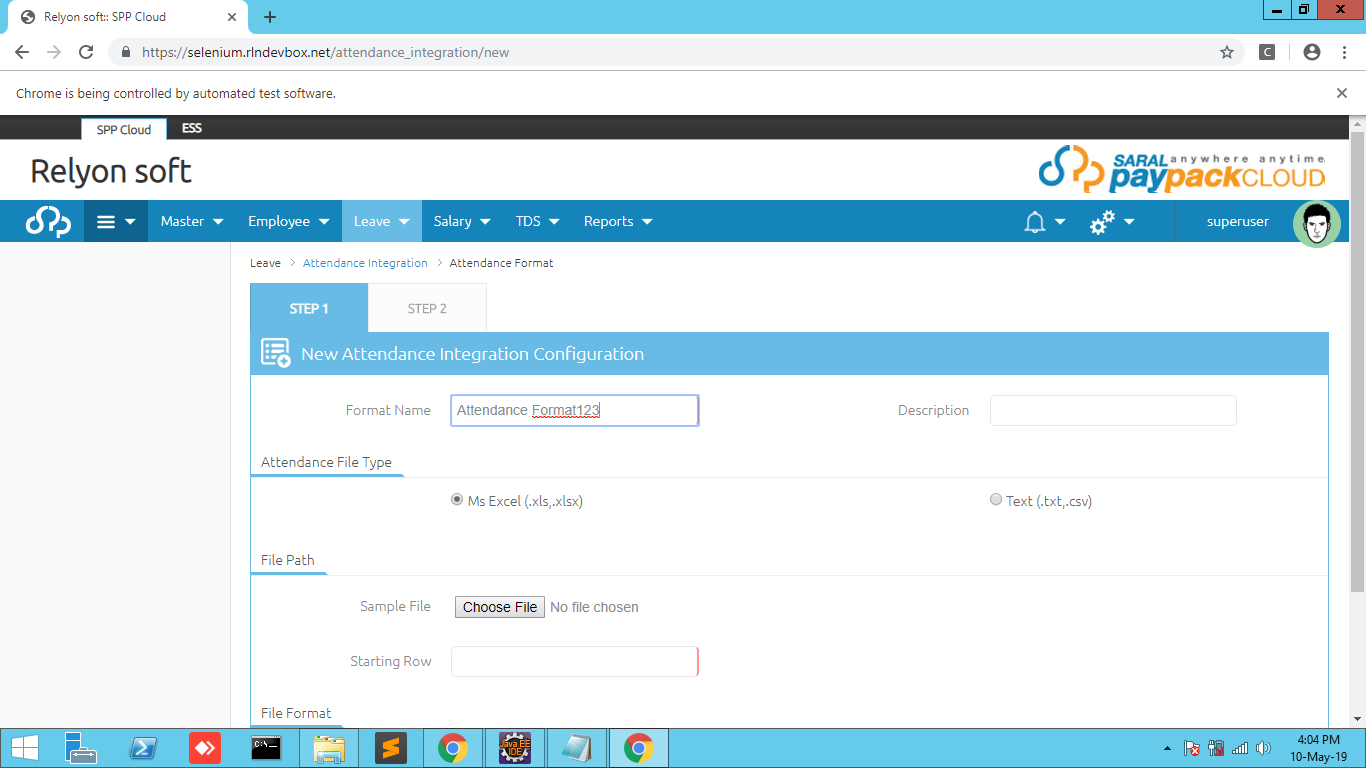 Relyon soft:: SPP Cloud
https://selenium.rlndevbox.net/attendance_integration/new
C
Chrome is being controlled by automated test software.
SPP Cloud ESS
Relyon soft
SARAL anywhere anytime
paypackCLOUD
Master Employee Leave Salary TDS Reports superuser
Leave > Attendance Integration > Attendance Format
STEP 1 STEP 2
New Attendance Integration Configuration
Format Name Attendance Format123 Description
Attendance File Type
Ms Excel (.xls,.xlsx) Text (.txt,.csv)
File Path
Sample File Choose File No file chosen
Starting Row
File Format
C:\_
Java EE
IDE
4:04 PM
10-May-19